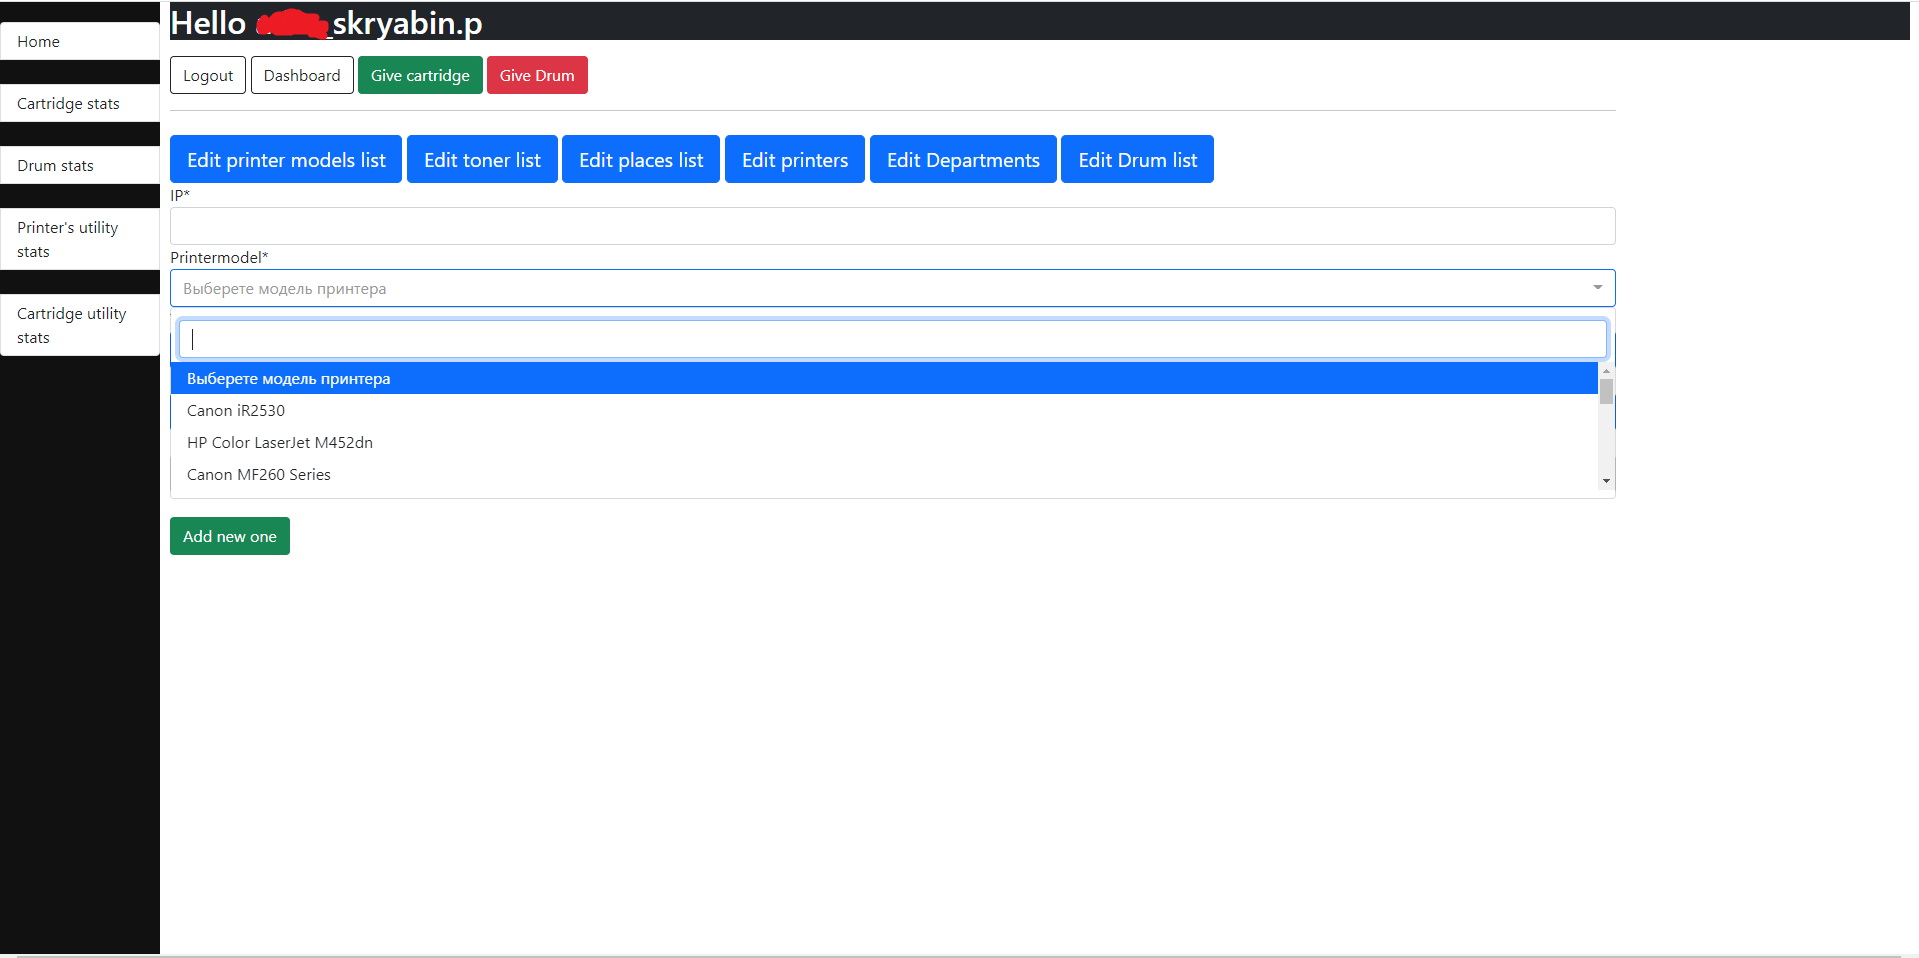 Hello _skryabin.p
Home
Cartridge stats
Drum stats
Printer's utility
stats
Cartridge utility
stats
Logout
Dashboard
Give cartridge
Give Drum
Edit printer models list
Edit toner list
Edit places list
Edit printers
Edit Departments
Edit Drum list
IP*
Printermodel*
Выберете модель принтера
Выберете модель принтера
Canon iR2530
HP Color LaserJet M452dn
Canon MF260 Series
Add new one